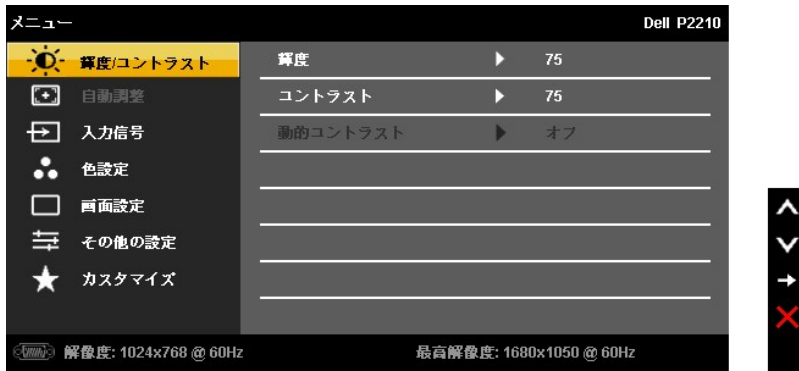 メニュー Dell P2210
輝度/コントラスト 輝度 75
自動調整 コントラスト 75
入力信号 動的コントラスト オフ
色設定
画面設定
その他の設定
カスタマイズ
解像度: 1024x768 @ 60Hz 最高解像度: 1680x1050 @ 60Hz